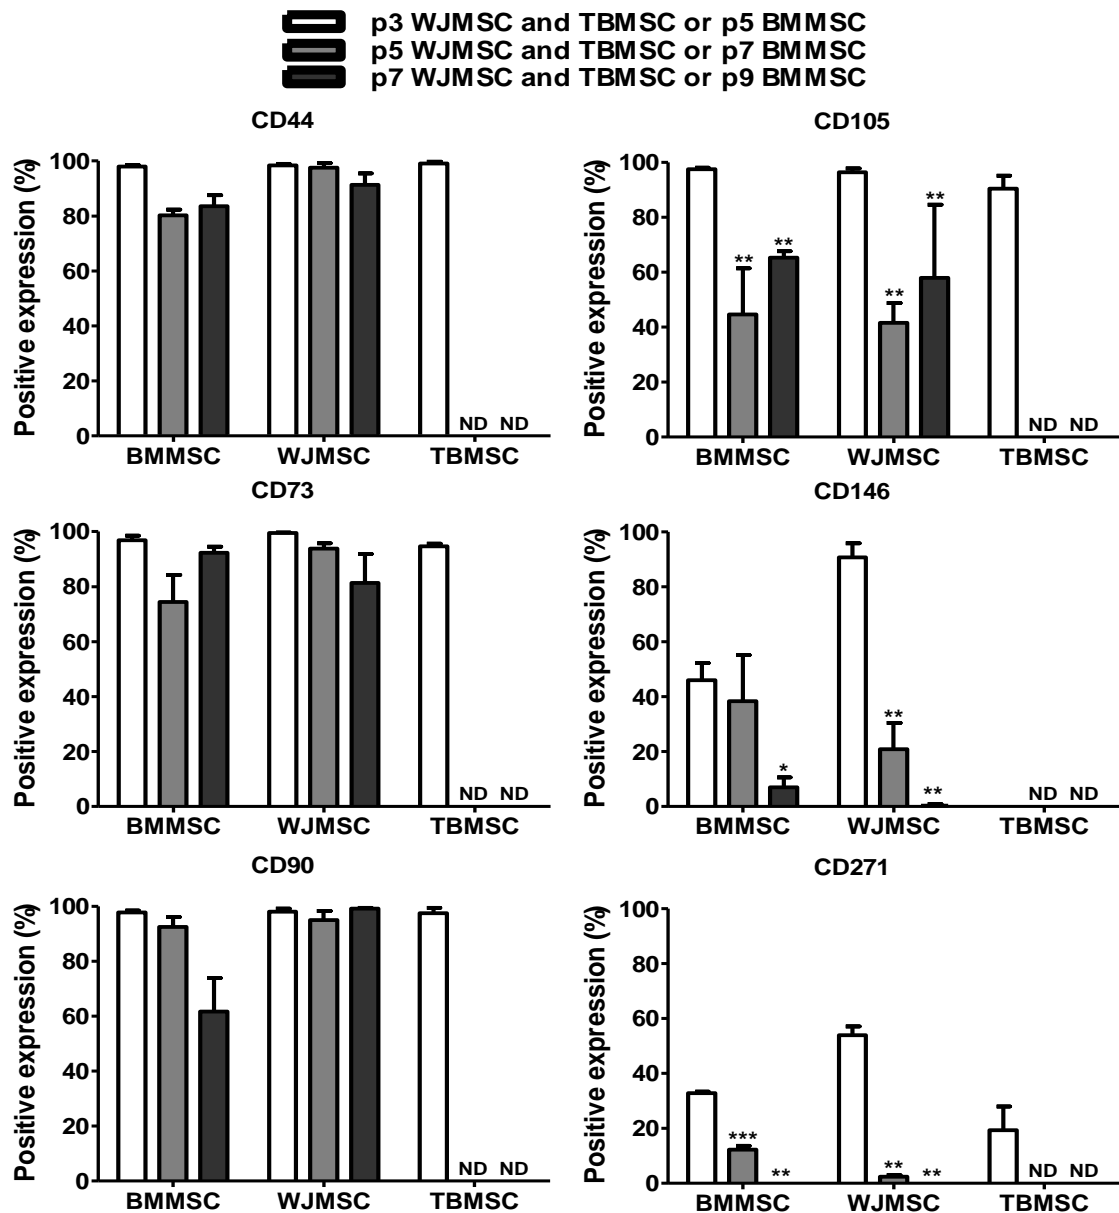 p3 WJMSC and TBMSC or p5 BMMSC
p5 WJMSC and TBMSC or p7 BMMSC
p7 WJMSC and TBMSC or p9 BMMSC
CD44
Positive expression (%)
100
80
60
40
20
0
ND ND
BMMSC WJMSC TBMSC
CD105
Positive expression (%)
100
80
60
40
20
0
** ** ** **
ND ND
BMMSC WJMSC TBMSC
CD73
Positive expression (%)
100
80
60
40
20
0
ND ND
BMMSC WJMSC TBMSC
CD146
Positive expression (%)
100
80
60
40
20
0
* ** **
ND ND
BMMSC WJMSC TBMSC
CD90
Positive expression (%)
100
80
60
40
20
0
ND ND
BMMSC WJMSC TBMSC
CD271
Positive expression (%)
100
80
60
40
20
0
*** ** ** **
ND ND
BMMSC WJMSC TBMSC